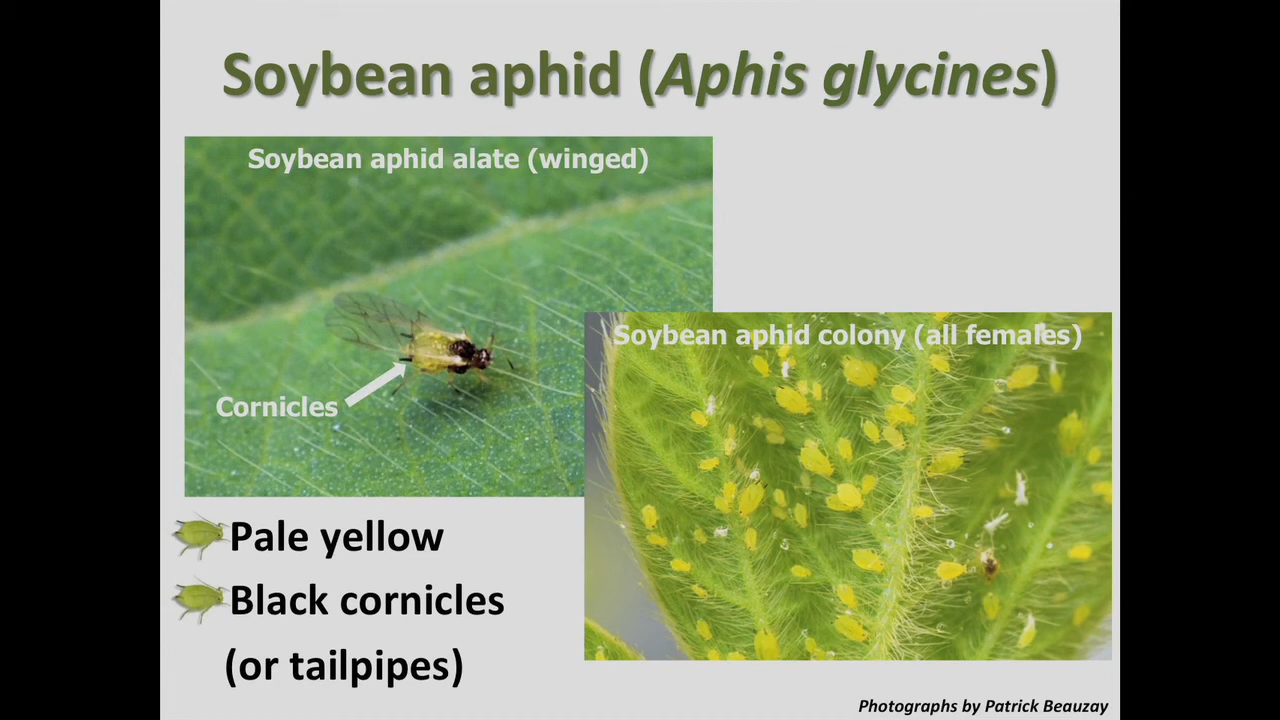 Soybean aphid (Aphis glycines)
Soybean aphid alate (winged)
Cornicles
Soybean aphid colony (all females)
Pale yellow
Black cornicles
(or tailpipes)
Photographs by Patrick Beauzay